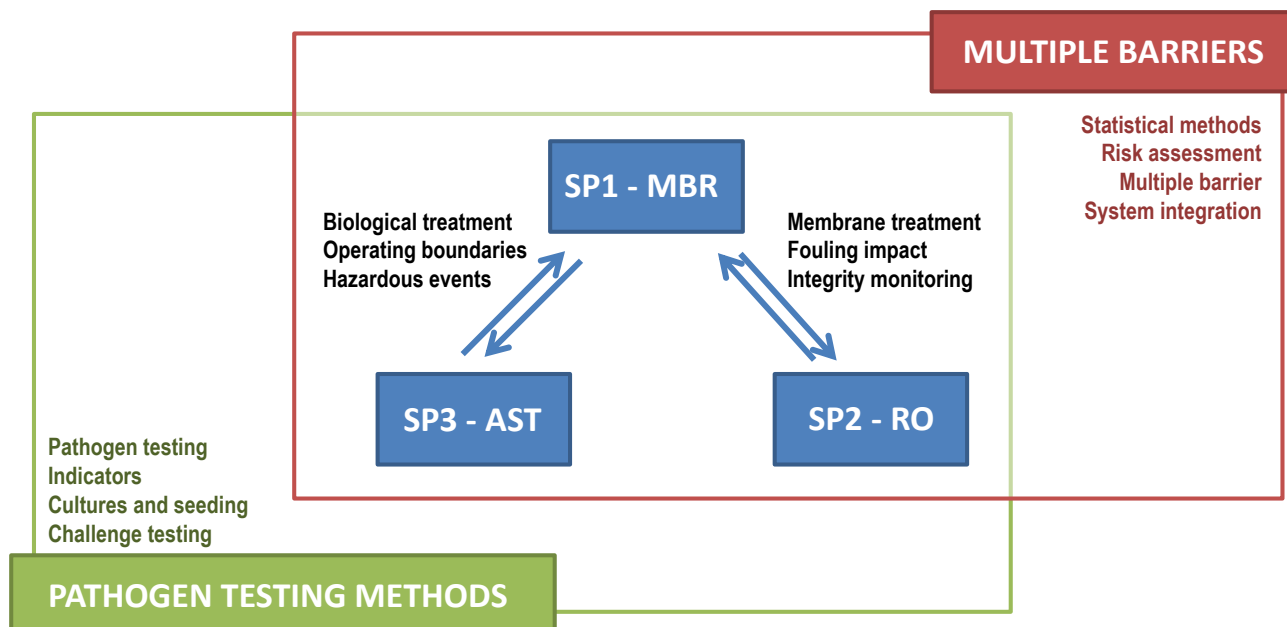 MULTIPLE BARRIERS
Statistical methods
Risk assessment
Multiple barrier
System integration
SP1 - MBR
Biological treatment
Operating boundaries
Hazardous events
Membrane treatment
Fouling impact
Integrity monitoring
SP3 - AST
SP2 - RO
Pathogen testing
Indicators
Cultures and seeding
Challenge testing
PATHOGEN TESTING METHODS